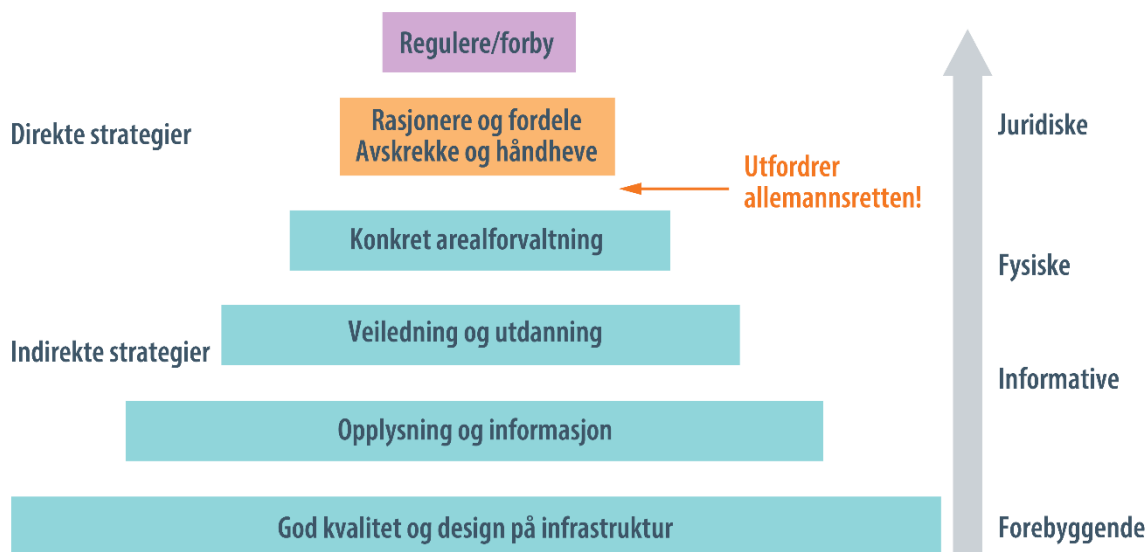 Regulere/forby
Direkte strategier
Rasjonere og fordele
Avskrekke og håndheve
Juridiske
Utfordrer
allemannsretten!
Konkret arealforvaltning
Fysiske
Veiledning og utdanning
Indirekte strategier
Informative
Opplysning og informasjon
God kvalitet og design på infrastruktur
Forebyggende